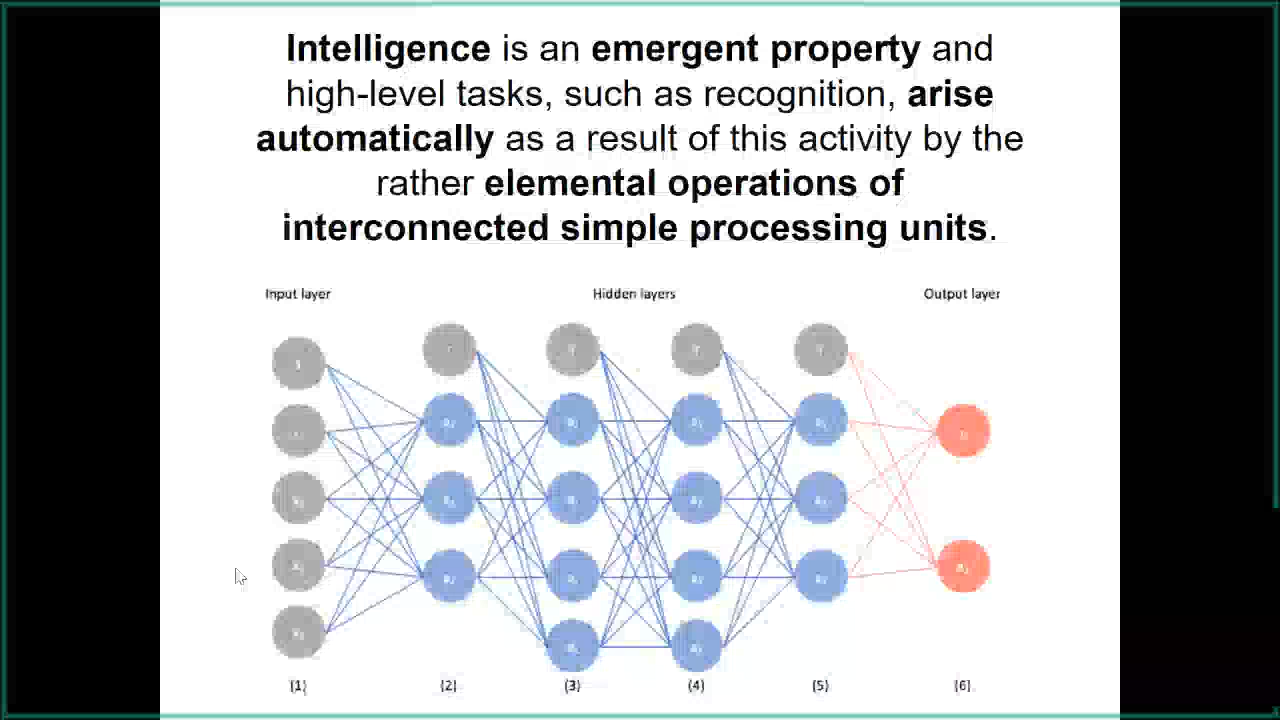 Intelligence is an emergent property and
high-level tasks, such as recognition, arise
automatically as a result of this activity by the
rather elemental operations of
interconnected simple processing units.
Input layer
Hidden layers
Output layer
(1)
(2)
(3)
(4)
(5)
(6)